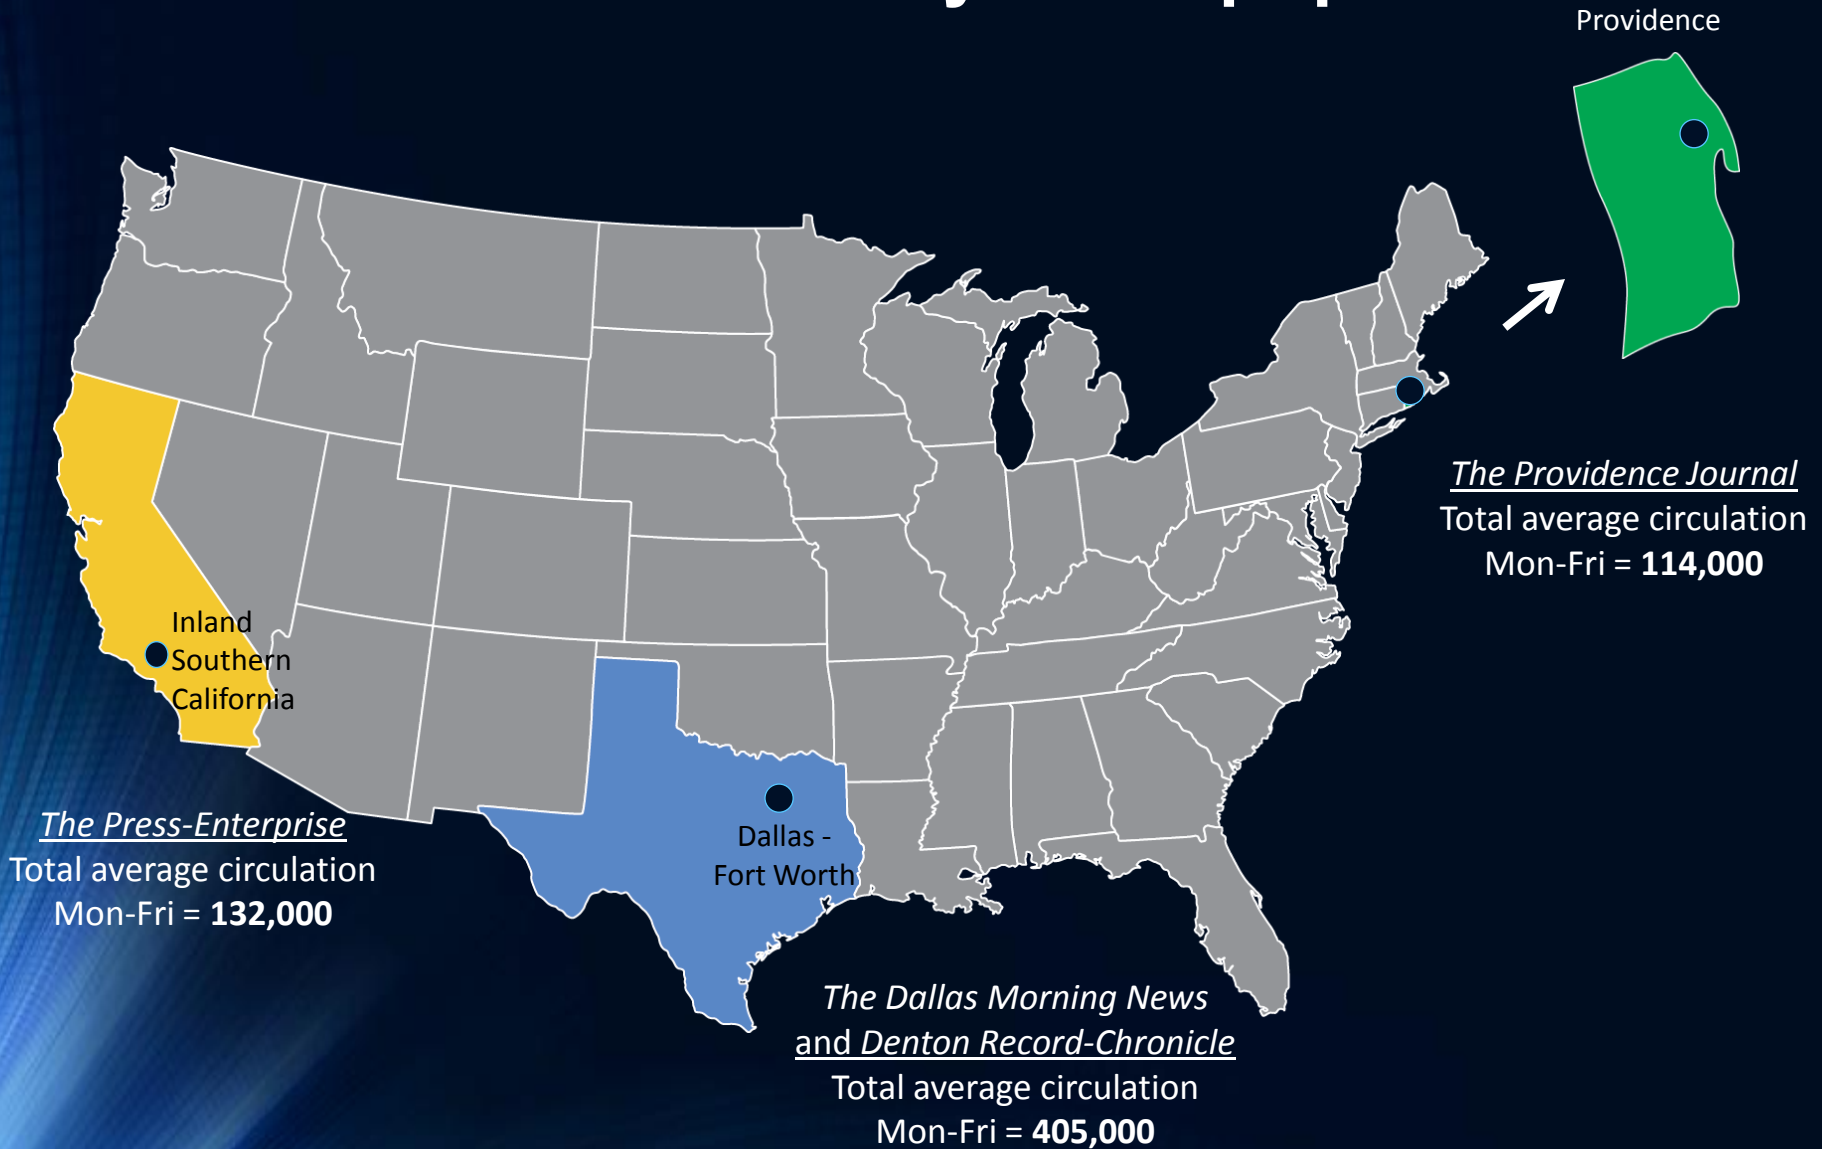 Providence
The Providence Journal
Total average circulation
Mon-Fri = 114,000
Inland
Southern
California
The Press-Enterprise
Total average circulation
Mon-Fri = 132,000
Dallas -
Fort Worth
The Dallas Morning News
and Denton Record-Chronicle
Total average circulation
Mon-Fri = 405,000